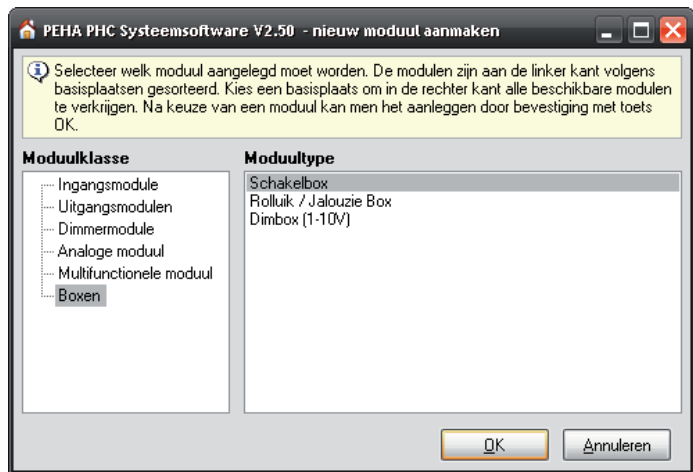 PEHA PHC Systeemsoftware V2.50 - nieuw moduul aanmaken
Selecteer welk moduul aangelegd moet worden. De modulen zijn aan de linker kant volgens
basisplaatsen gesorteerd. Kies een basisplaats om in de rechter kant alle beschikbare modulen
te verkrijgen. Na keuze van een moduul kan men het aanleggen door bevestiging met toets
OK.
Moduulklasse
Ingangsmodule
Uitgangsmodulen
Dimmermodule
Analoge moduul
Multifunctionele moduul
Boxen
Moduultype
Schakelbox
Rolluik / Jalouzie Box
Dimbox (1-10V)
OK
Annuleren